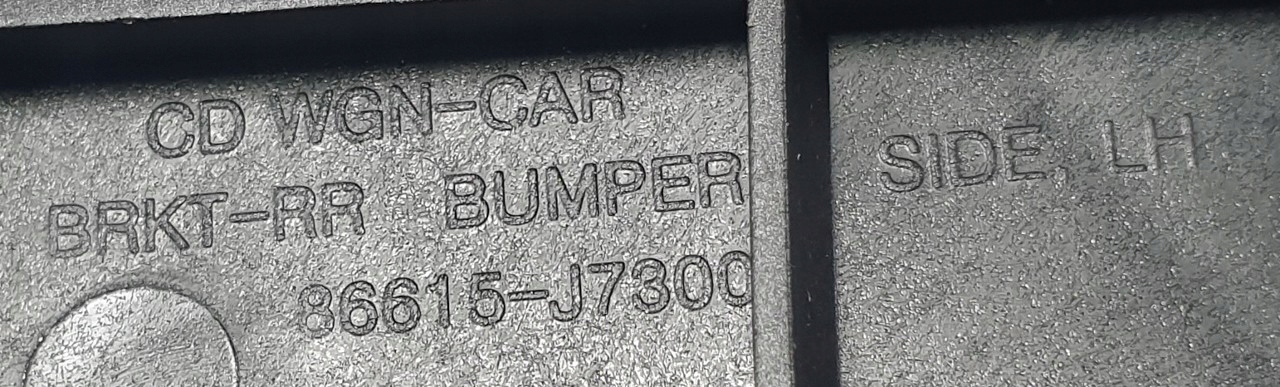 CD WGN-CAR
BRKT-RR BUMPER SIDE, LH
86615-J7300